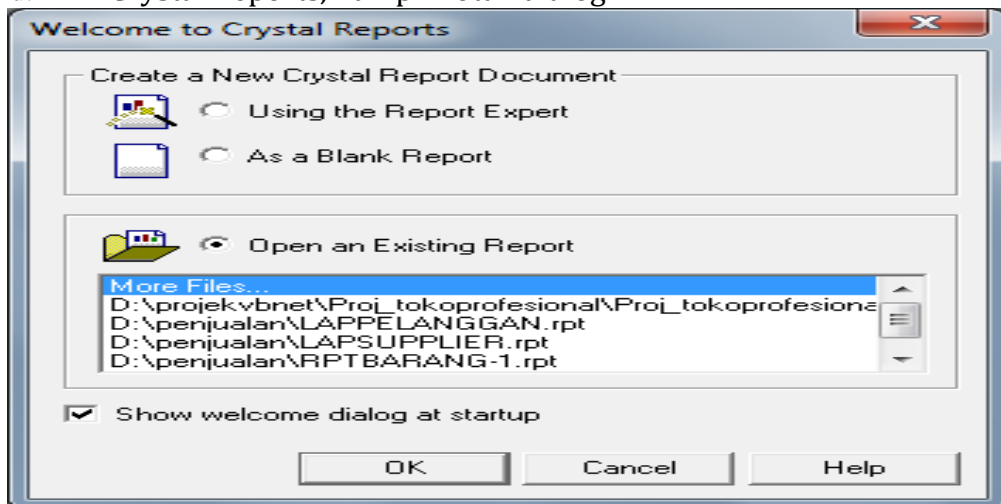 Welcome to Crystal Reports
Create a New Crystal Report Document
Using the Report Expert
As a Blank Report
Open an Existing Report
More Files...
D:\projekvbnet\Proj_tokoprofesional\Proj_tokoprofesiona
D:\penjualan\LAPPELANGGAN.rpt
D:\penjualan\LAPSUPPLIER.rpt
D:\penjualan\RPTBARANG-1.rpt
Show welcome dialog at startup
OK Cancel Help